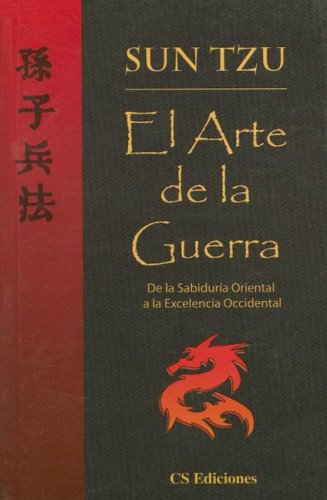 孫子兵法
SUN TZU
El Arte
de la
Guerra
De la Sabiduría Oriental
a la Excelencia Occidental
CS Ediciones